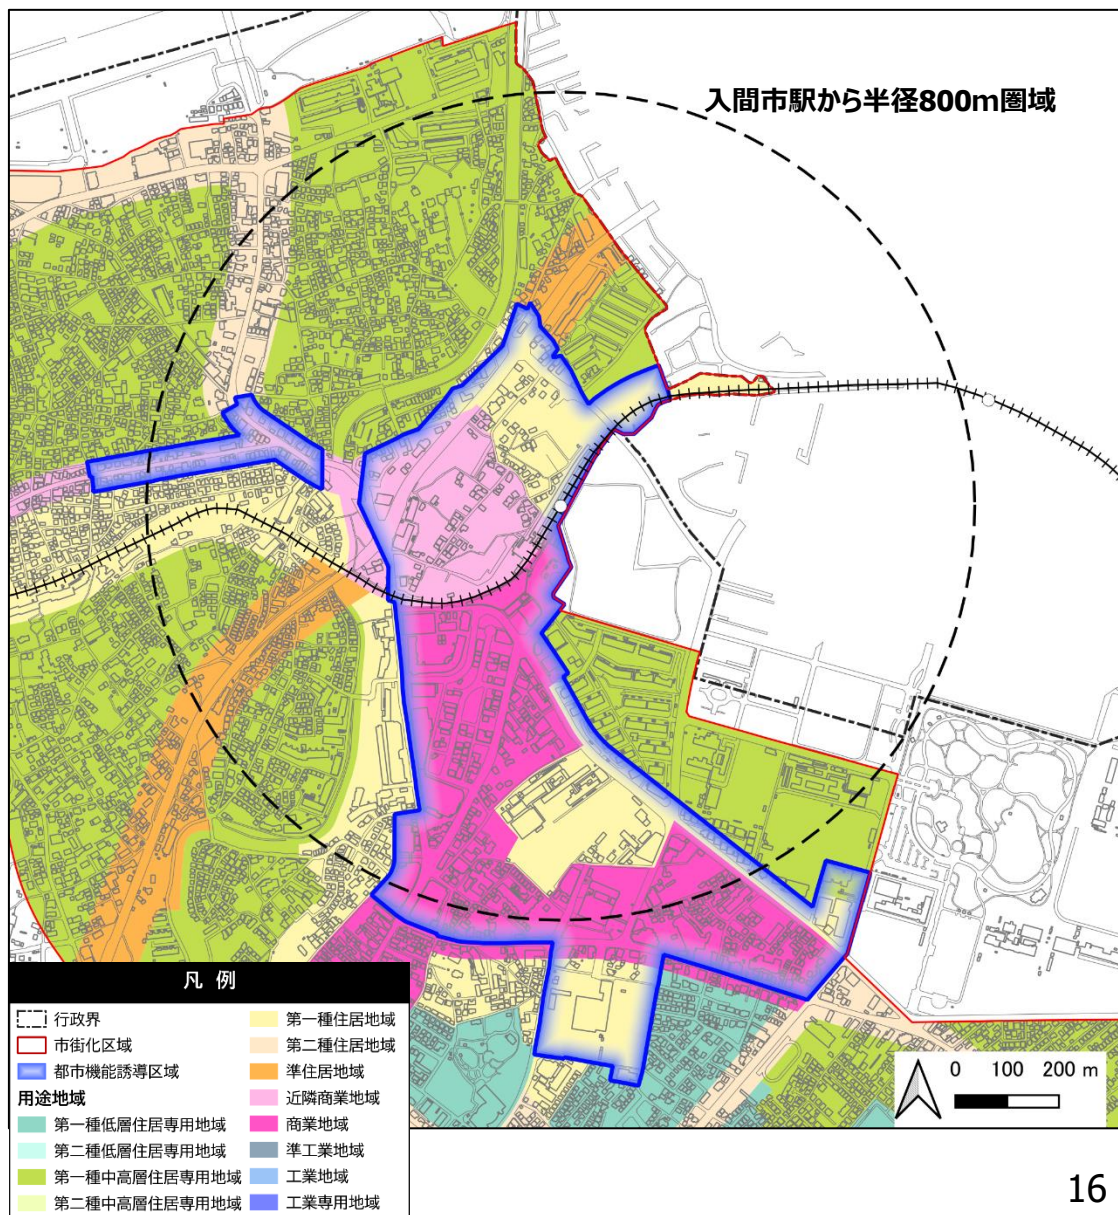 入間市駅から半径800m圏域
凡 例
行政界
市街化区域
都市機能誘導区域
用途地域
第一種低層住居専用地域
第二種低層住居専用地域
第一種中高層住居専用地域
第二種中高層住居専用地域
第一種住居地域
第二種住居地域
準住居地域
近隣商業地域
商業地域
準工業地域
工業地域
工業専用地域
0 100 200 m
16